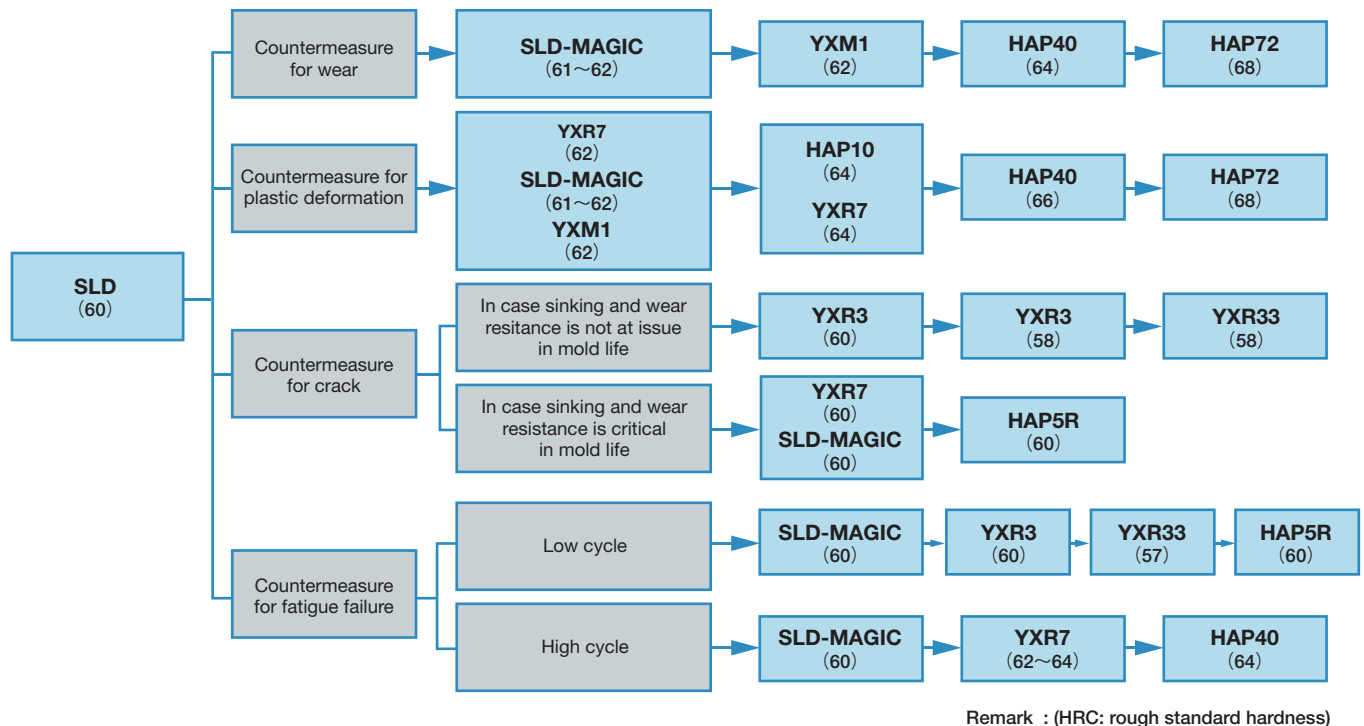 SLD
(60)
Countermeasure
for wear
SLD-MAGIC
(61～62)
YXM1
(62)
HAP40
(64)
HAP72
(68)
Countermeasure for
plastic deformation
YXR7
(62)
SLD-MAGIC
(61～62)
YXM1
(62)
HAP10
(64)
YXR7
(64)
HAP40
(66)
HAP72
(68)
Countermeasure
for crack
In case sinking and wear
resitance is not at issue
in mold life
YXR3
(60)
YXR3
(58)
YXR33
(58)
In case sinking and wear
resistance is critical
in mold life
YXR7
(60)
SLD-MAGIC
(60)
HAP5R
(60)
Countermeasure
for fatigue failure
Low cycle
SLD-MAGIC
(60)
YXR3
(60)
YXR33
(57)
HAP5R
(60)
High cycle
SLD-MAGIC
(60)
YXR7
(62～64)
HAP40
(64)
Remark : (HRC: rough standard hardness)